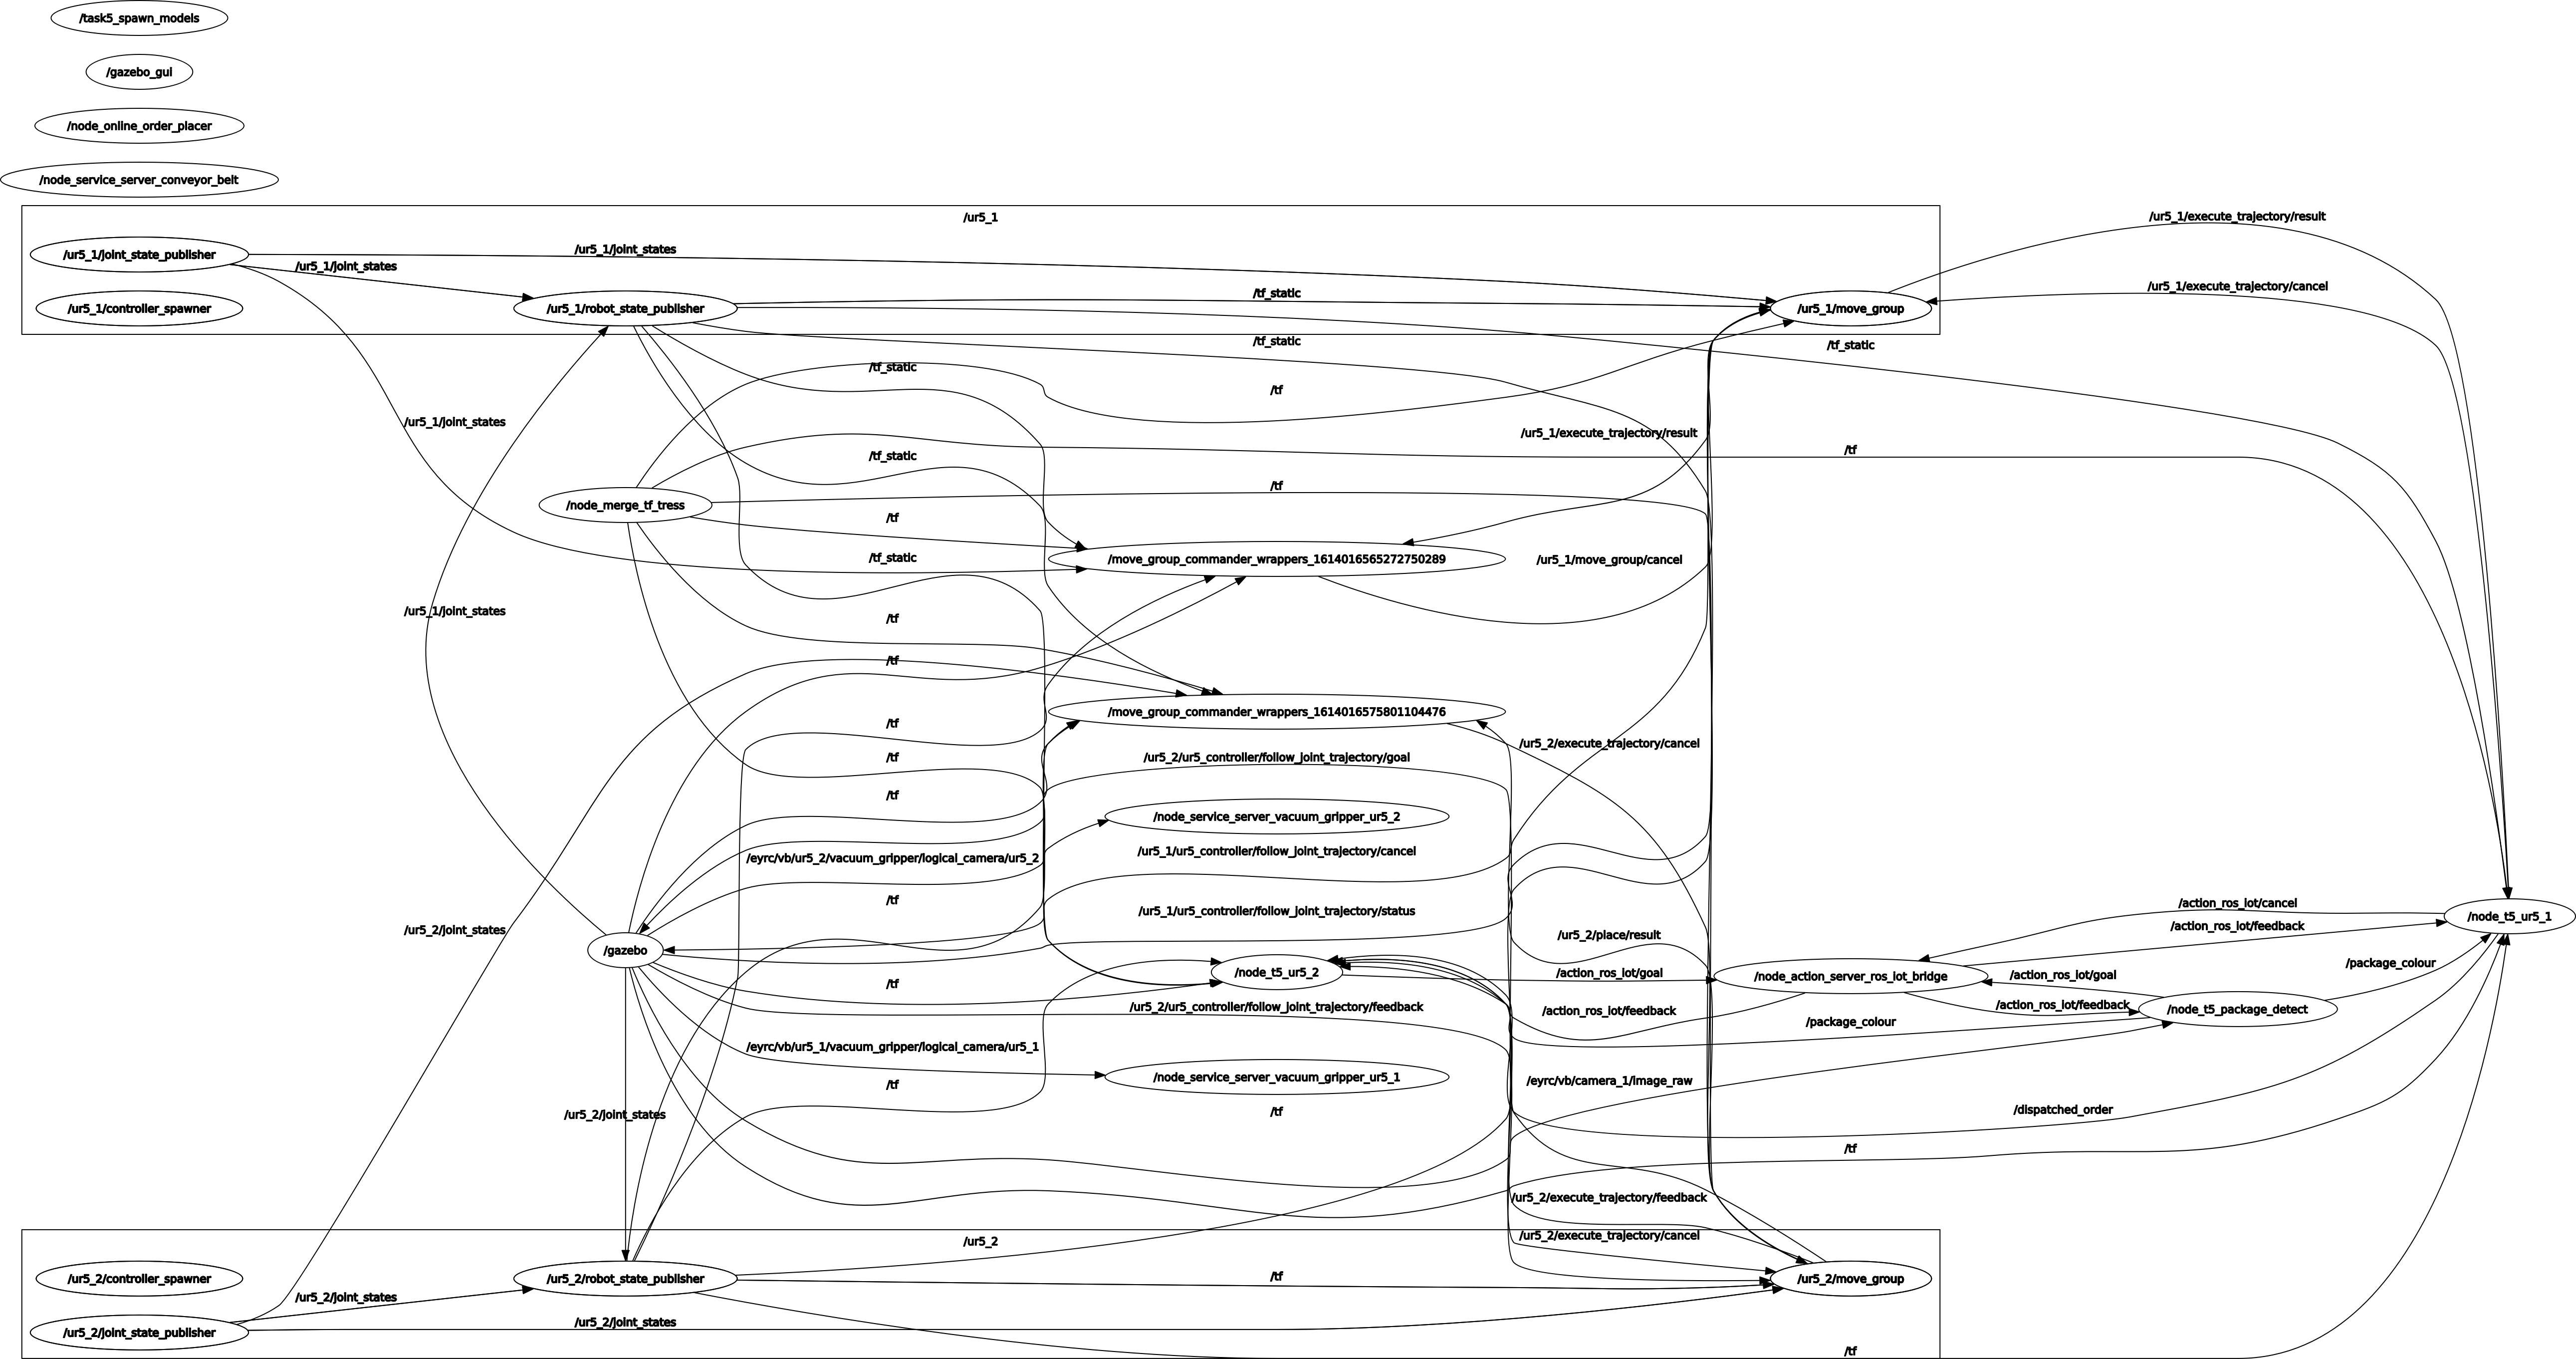 /task5_spawn_models
/gazebo_gui
/node_online_order_placer
/node_service_server_conveyor_belt
/ur5_1
/ur5_1/execute_trajectory/result
/ur5_1/joint_state_publisher
/ur5_1/joint_states
/ur5_1/joint_states
/ur5_1/execute_trajectory/cancel
/tf_static
/ur5_1/controller_spawner
/ur5_1/robot_state_publisher
/ur5_1/move_group
/tf_static
/tf_static
/tf_static
/tf
/ur5_1/joint_states
/ur5_1/execute_trajectory/result
/tf
/tf_static
/tf
/node_merge_tf_tress
/tf
/tf_static
/move_group_commander_wrappers_1614016565272750289
/ur5_1/move_group/cancel
/ur5_1/joint_states
/tf
/tf
/move_group_commander_wrappers_1614016575801104476
/tf
/ur5_2/execute_trajectory/cancel
/tf
/ur5_2/ur5_controller/follow_joint_trajectory/goal
/tf
/node_service_server_vacuum_gripper_ur5_2
/eyrc/vb/ur5_2/vacuum_gripper/logical_camera/ur5_2
/ur5_1/ur5_controller/follow_joint_trajectory/cancel
/tf
/ur5_1/ur5_controller/follow_joint_trajectory/status
/action_ros_iot/cancel
/node_t5_ur5_1
/action_ros_iot/feedback
/ur5_2/joint_states
/ur5_2/place/result
/gazebo
/package_colour
/node_t5_ur5_2
/action_ros_iot/goal
/node_action_server_ros_iot_bridge
/action_ros_iot/goal
/tf
/ur5_2/ur5_controller/follow_joint_trajectory/feedback
/action_ros_iot/feedback
/action_ros_iot/feedback
/node_t5_package_detect
/package_colour
/eyrc/vb/ur5_1/vacuum_gripper/logical_camera/ur5_1
/node_service_server_vacuum_gripper_ur5_1
/eyrc/vb/camera_1/image_raw
/tf
/ur5_2/joint_states
/tf
/dispatched_order
/tf
/ur5_2/execute_trajectory/feedback
/ur5_2
/ur5_2/execute_trajectory/cancel
/ur5_2/controller_spawner
/ur5_2/robot_state_publisher
/tf
/ur5_2/move_group
/ur5_2/joint_states
/ur5_2/joint_state_publisher
/ur5_2/joint_states
/tf